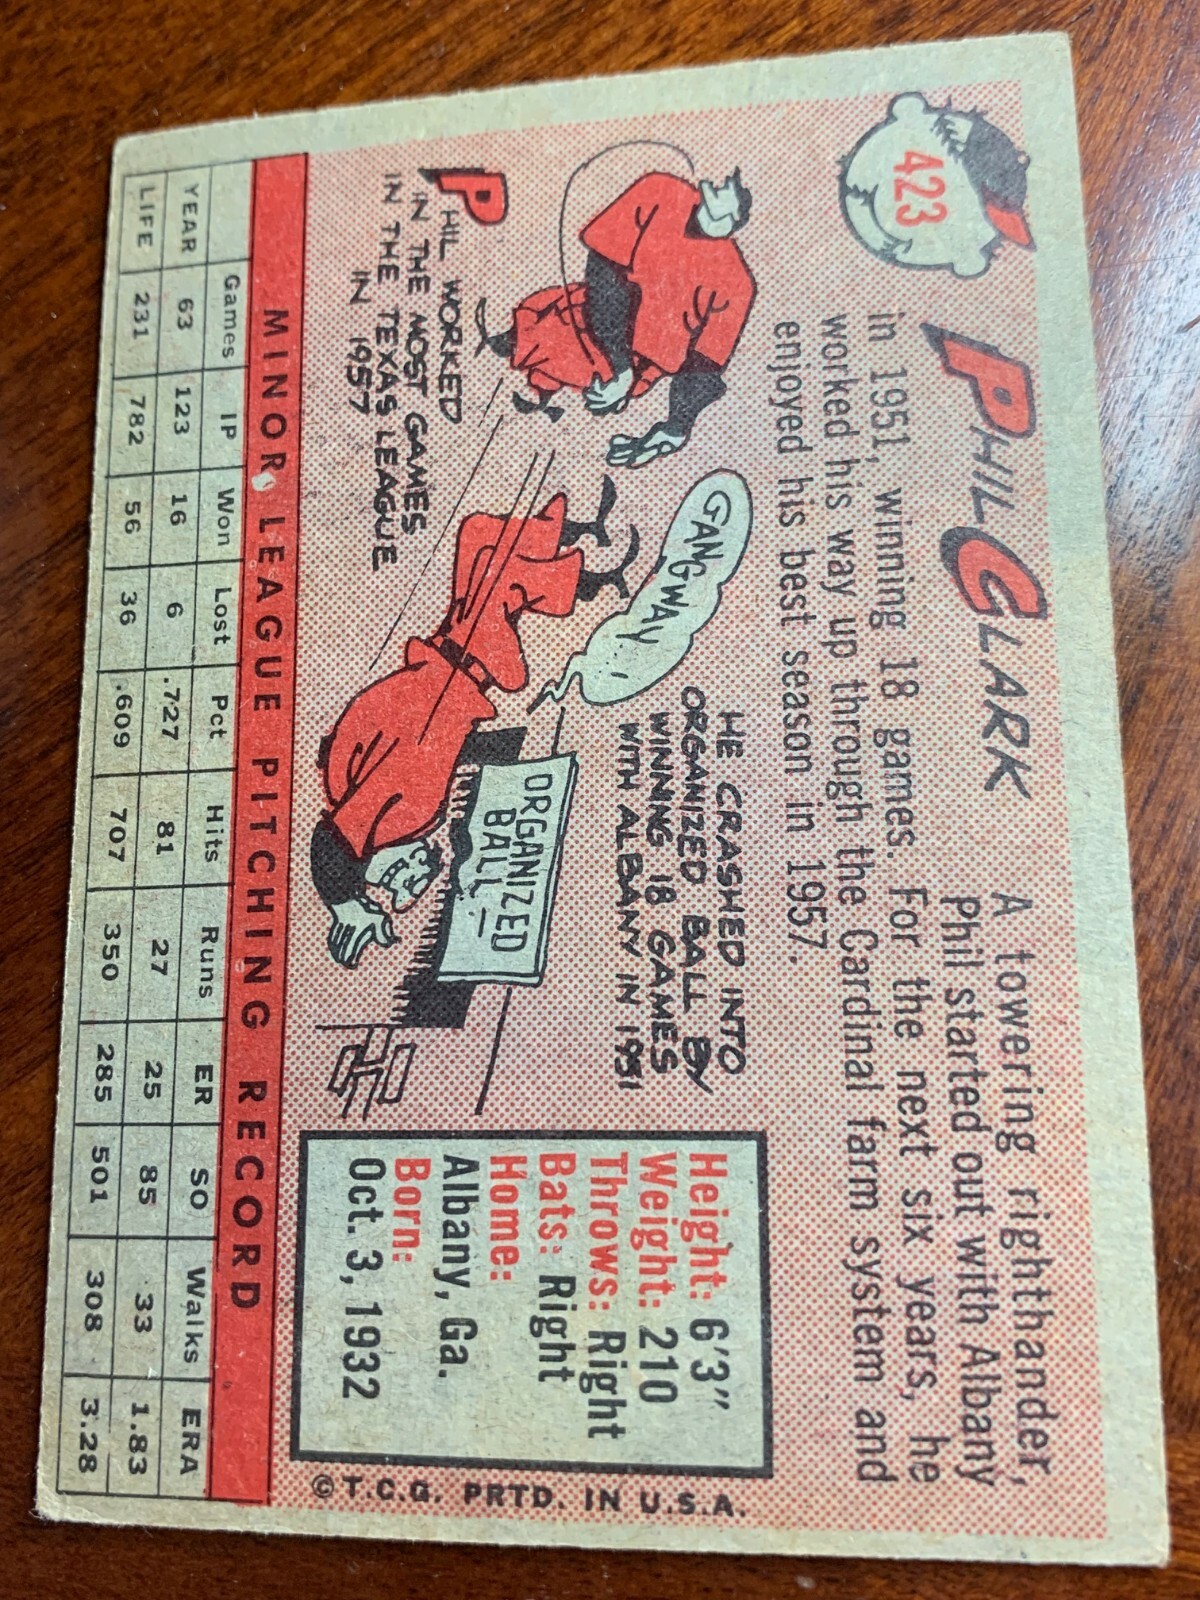 423
PHIL CLARK
A towering righthander,
Phil started out with Albany
in 1951, winning 18 games. For the next six years, he
worked his way up through the Cardinal farm system and
enjoyed his best season in 1957.
GANGWAY
HE CRASHED INTO
ORGANIZED BALL BY
WINNING 18 GAMES
WITH ALBANY IN 1951
ORGANIZED
BALL
PHIL WORKED
IN THE MOST GAMES
IN THE TEXAS LEAGUE
IN 1957
Height: 6'3"
Weight: 210
Throws: Right
Bats: Right
Home:
Albany, Ga.
Born:
Oct. 3, 1932
© T.C.G. PRTD. IN U.S.A.
MINOR LEAGUE PITCHING RECORD
Games IP Won Lost Pct Hits Runs ER SO Walks ERA
YEAR 63 123 16 6 .727 81 27 25 85 33 1.83
LIFE 231 782 56 36 .609 707 350 285 501 308 3.28